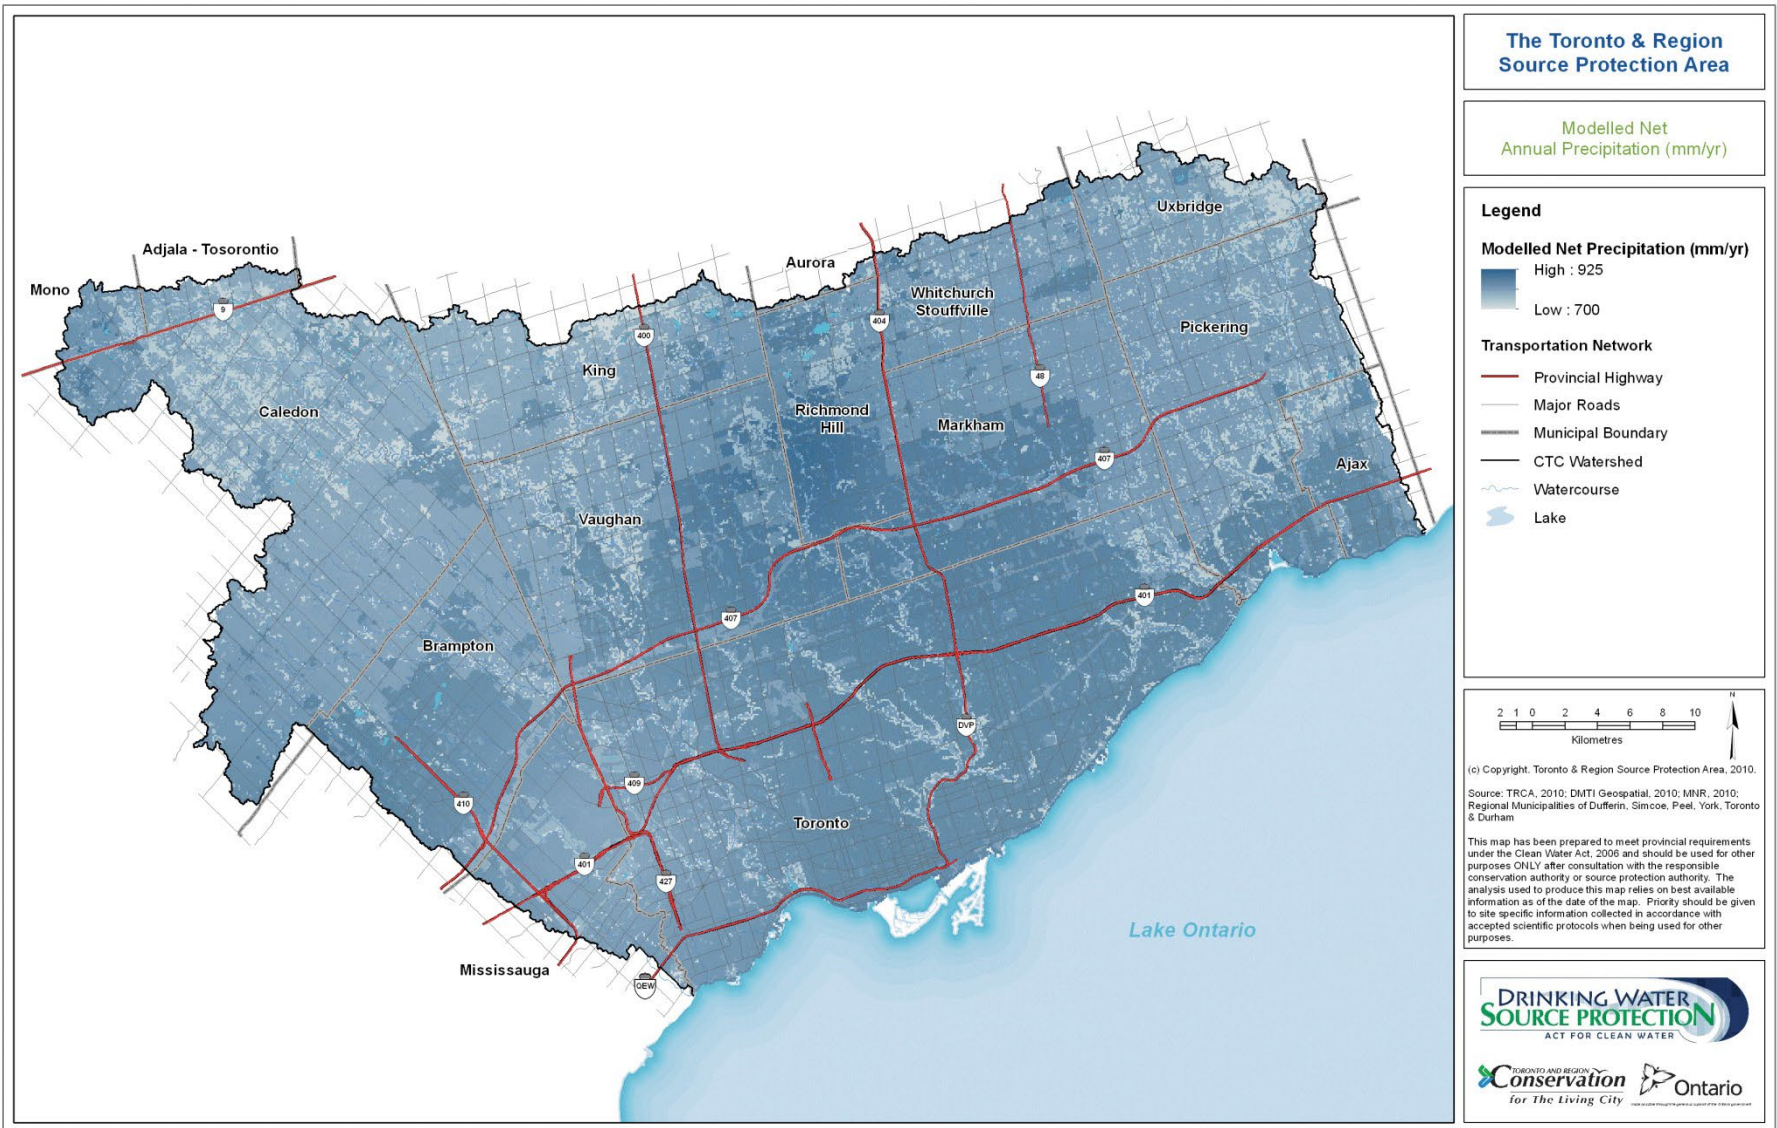 The Toronto & Region
Source Protection Area
Modelled Net
Annual Precipitation (mm/yr)
Legend
Modelled Net Precipitation (mm/yr)
High : 925
Low : 700
Transportation Network
Provincial Highway
Major Roads
Municipal Boundary
CTC Watershed
Watercourse
Lake
2 1 0 2 4 6 8 10
Kilometres
N
(c) Copyright. Toronto & Region Source Protection Area, 2010.
Source: TRCA, 2010; DMTI Geospatial, 2010; MNR, 2010;
Regional Municipalities of Dufferin, Simcoe, Peel, York, Toronto
& Durham
This map has been prepared to meet provincial requirements
under the Clean Water Act, 2006 and should be used for other
purposes ONLY after consultation with the responsible
conservation authority or source protection authority. The
analysis used to produce this map relies on best available
information as of the date of the map. Priority should be given
to site specific information collected in accordance with
accepted scientific protocols when being used for other
purposes.
DRINKING WATER
SOURCE PROTECTION
ACT FOR CLEAN WATER
TORONTO AND REGION
Conservation
for The Living City
Ontario
Uxbridge
Adjala - Tosorontio
Aurora
Mono
Whitchurch
Stouffville
9
404
Pickering
400
King
48
Caledon
Richmond
Hill
Markham
407
Ajax
Vaughan
401
407
Brampton
DVP
409
410
Toronto
401
427
Lake Ontario
Mississauga
QEW